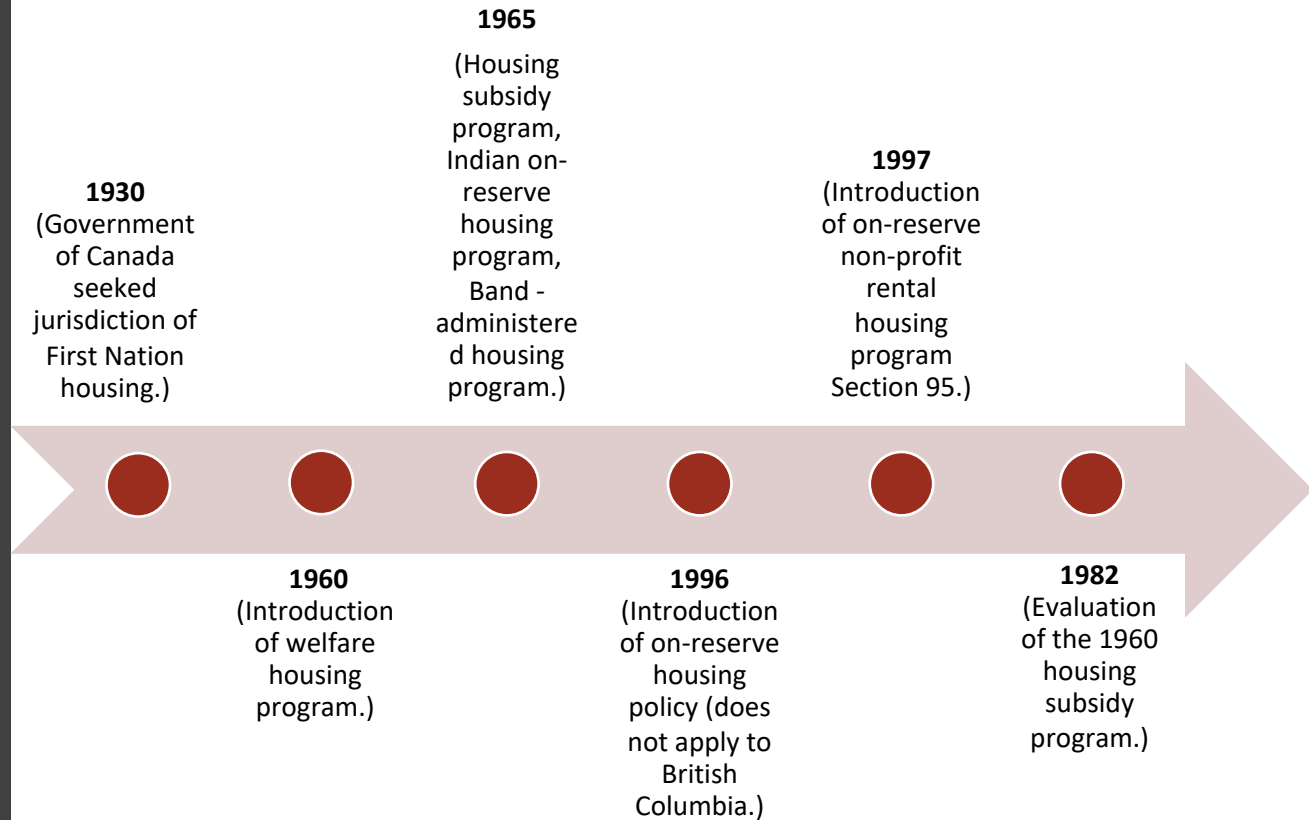 1930
(Government
of Canada
seeked
jurisdiction of
First Nation
housing.)
1960
(Introduction
of welfare
housing
program.)
1965
(Housing
subsidy
program,
Indian on-
reserve
housing
program,
Band -
administere
d housing
program.)
1996
(Introduction
of on-reserve
housing
policy (does
not apply to
British
Columbia.)
1997
(Introduction
of on-reserve
non-profit
rental
housing
program
Section 95.)
1982
(Evaluation
of the 1960
housing
subsidy
program.)